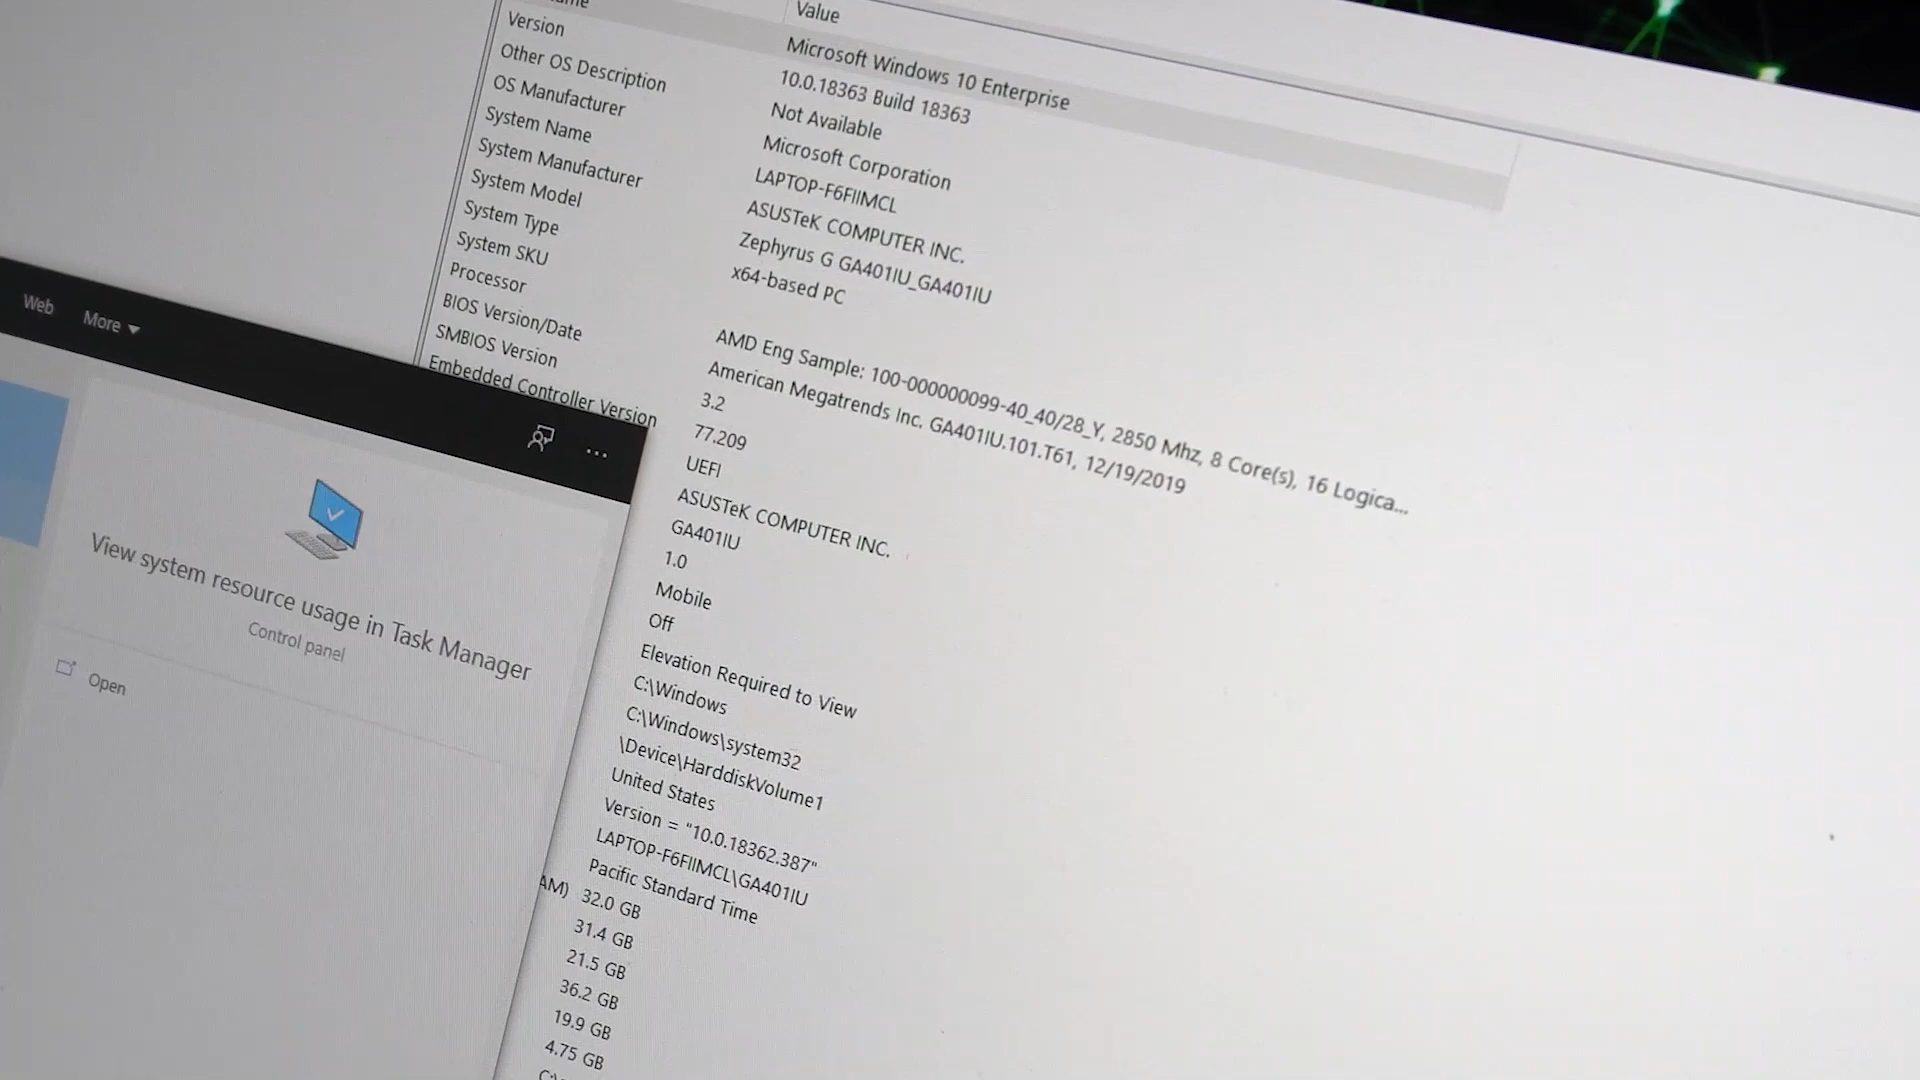 Value
Version
Microsoft Windows 10 Enterprise
Other OS Description
10.0.18363 Build 18363
OS Manufacturer
Not Available
System Name
Microsoft Corporation
System Manufacturer
LAPTOP-F6FIIMCL
System Model
ASUSTeK COMPUTER INC.
System Type
Zephyrus G GA401IU_GA401IU
System SKU
x64-based PC
Processor
BIOS Version/Date
AMD Eng Sample: 100-000000099-40_40/28_Y, 2850 Mhz, 8 Core(s), 16 Logica...
SMBIOS Version
American Megatrends Inc. GA401IU.101.T61, 12/19/2019
Embedded Controller Version
3.2
77.209
UEFI
ASUSTeK COMPUTER INC.
GA401IU
1.0
Mobile
Off
Elevation Required to View
C:\Windows
C:\Windows\system32
\Device\HarddiskVolume1
United States
Version = "10.0.18362.387"
LAPTOP-F6FIIMCL\GA401IU
Pacific Standard Time
AM) 32.0 GB
31.4 GB
21.5 GB
36.2 GB
19.9 GB
4.75 GB
Web More
...
View system resource usage in Task Manager
Control panel
Open